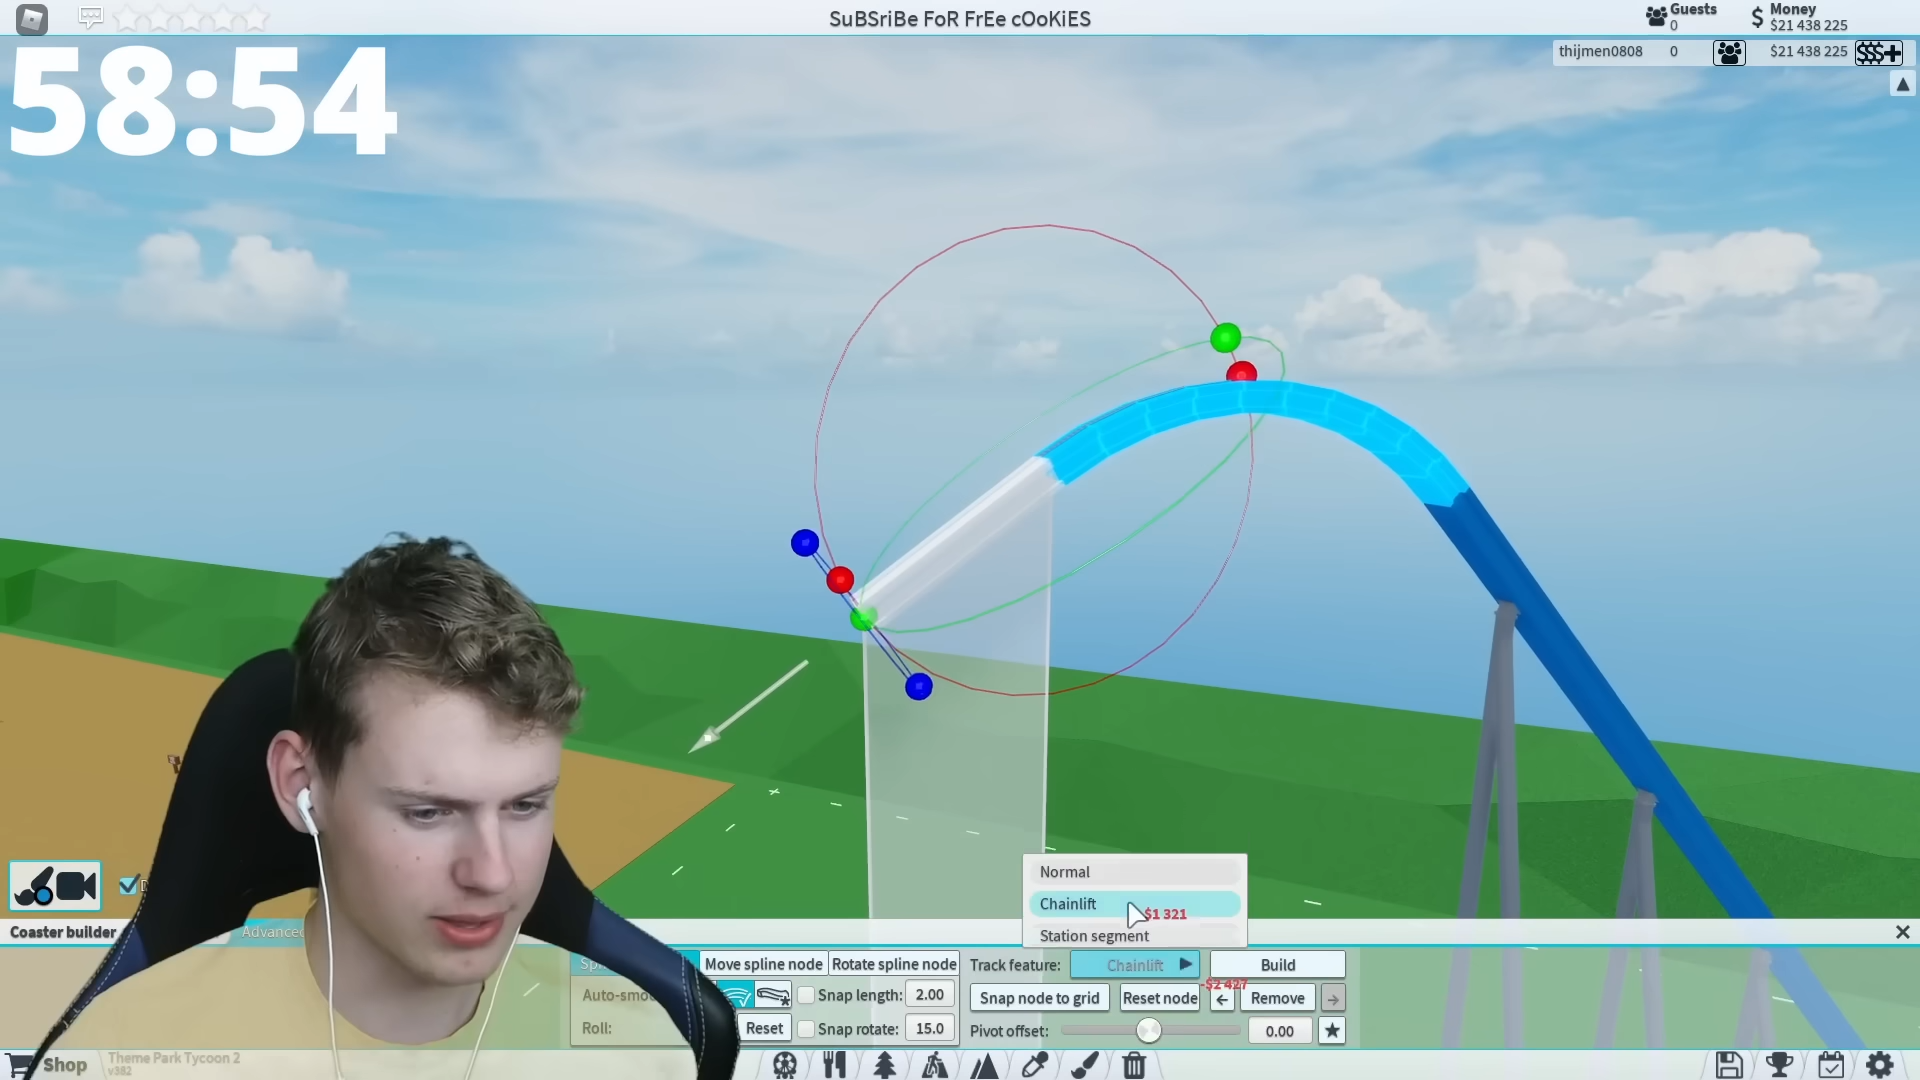 SuBSriBe FoR FrEe cOoKiES
Guests
0
Money
$21 438 225
thijmen0808 0 $21 438 225
58:54
Normal
Chainlift
$1 321
Station segment
Coaster builder
Advanced
Move spline node
Rotate spline node
Track feature: Chainlift
Build
-$2 427
Snap length: 2.00
Snap node to grid
Reset node
Remove
Roll:
Reset
Snap rotate: 15.0
Pivot offset: 0.00
Shop
Theme Park Tycoon 2
v382